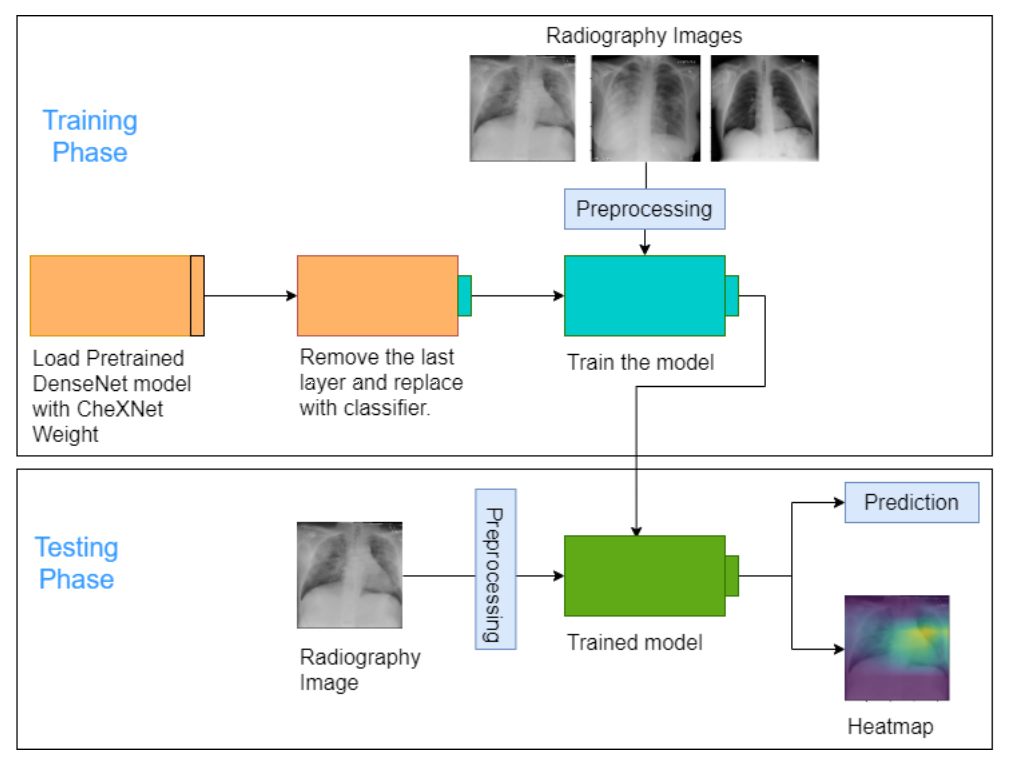 Radiography Images
Training
Phase
Preprocessing
Load Pretrained
DenseNet model
with CheXNet
Weight
Remove the last
layer and replace
with classifier.
Train the model
Testing
Phase
Radiography
Image
Preprocessing
Trained model
Prediction
Heatmap